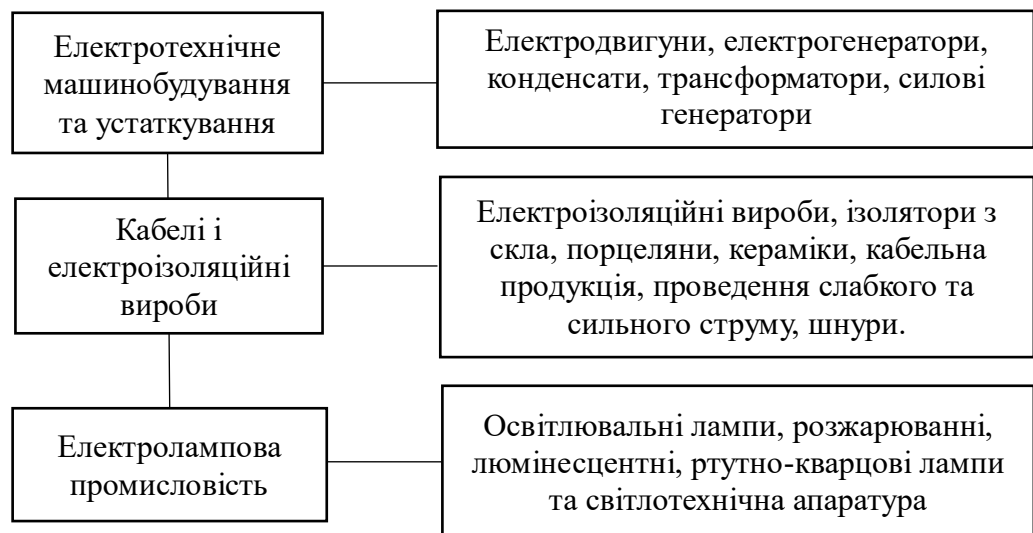 Електротехнічне
машинобудування
та устаткування
Електродвигуни, електрогенератори,
конденсати, трансформатори, силові
генератори
Кабелі і
електроізоляційні
вироби
Електроізоляційні вироби, ізолятори з
скла, порцеляни, кераміки, кабельна
продукція, проведення слабкого та
сильного струму, шнури.
Електролампова
промисловість
Освітлювальні лампи, розжарюванні,
люмінесцентні, ртутно-кварцові лампи
та світлотехнічна апаратура